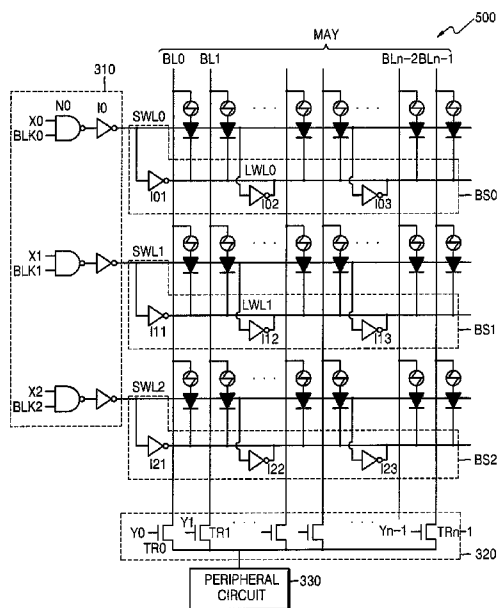 500
MAY
310 BL0 BL1 BLn-2 BLn-1
N0 I0
X0
BLK0
SWL0
LWL0
I01 I02 I03
BS0
X1
BLK1
SWL1
LWL1
I11 I12 I13
BS1
X2
BLK2
SWL2
I21 I22 I23
BS2
Y0 Y1 TR1 Yn-1 TRn-1
TR0
320
PERIPHERAL
CIRCUIT
330